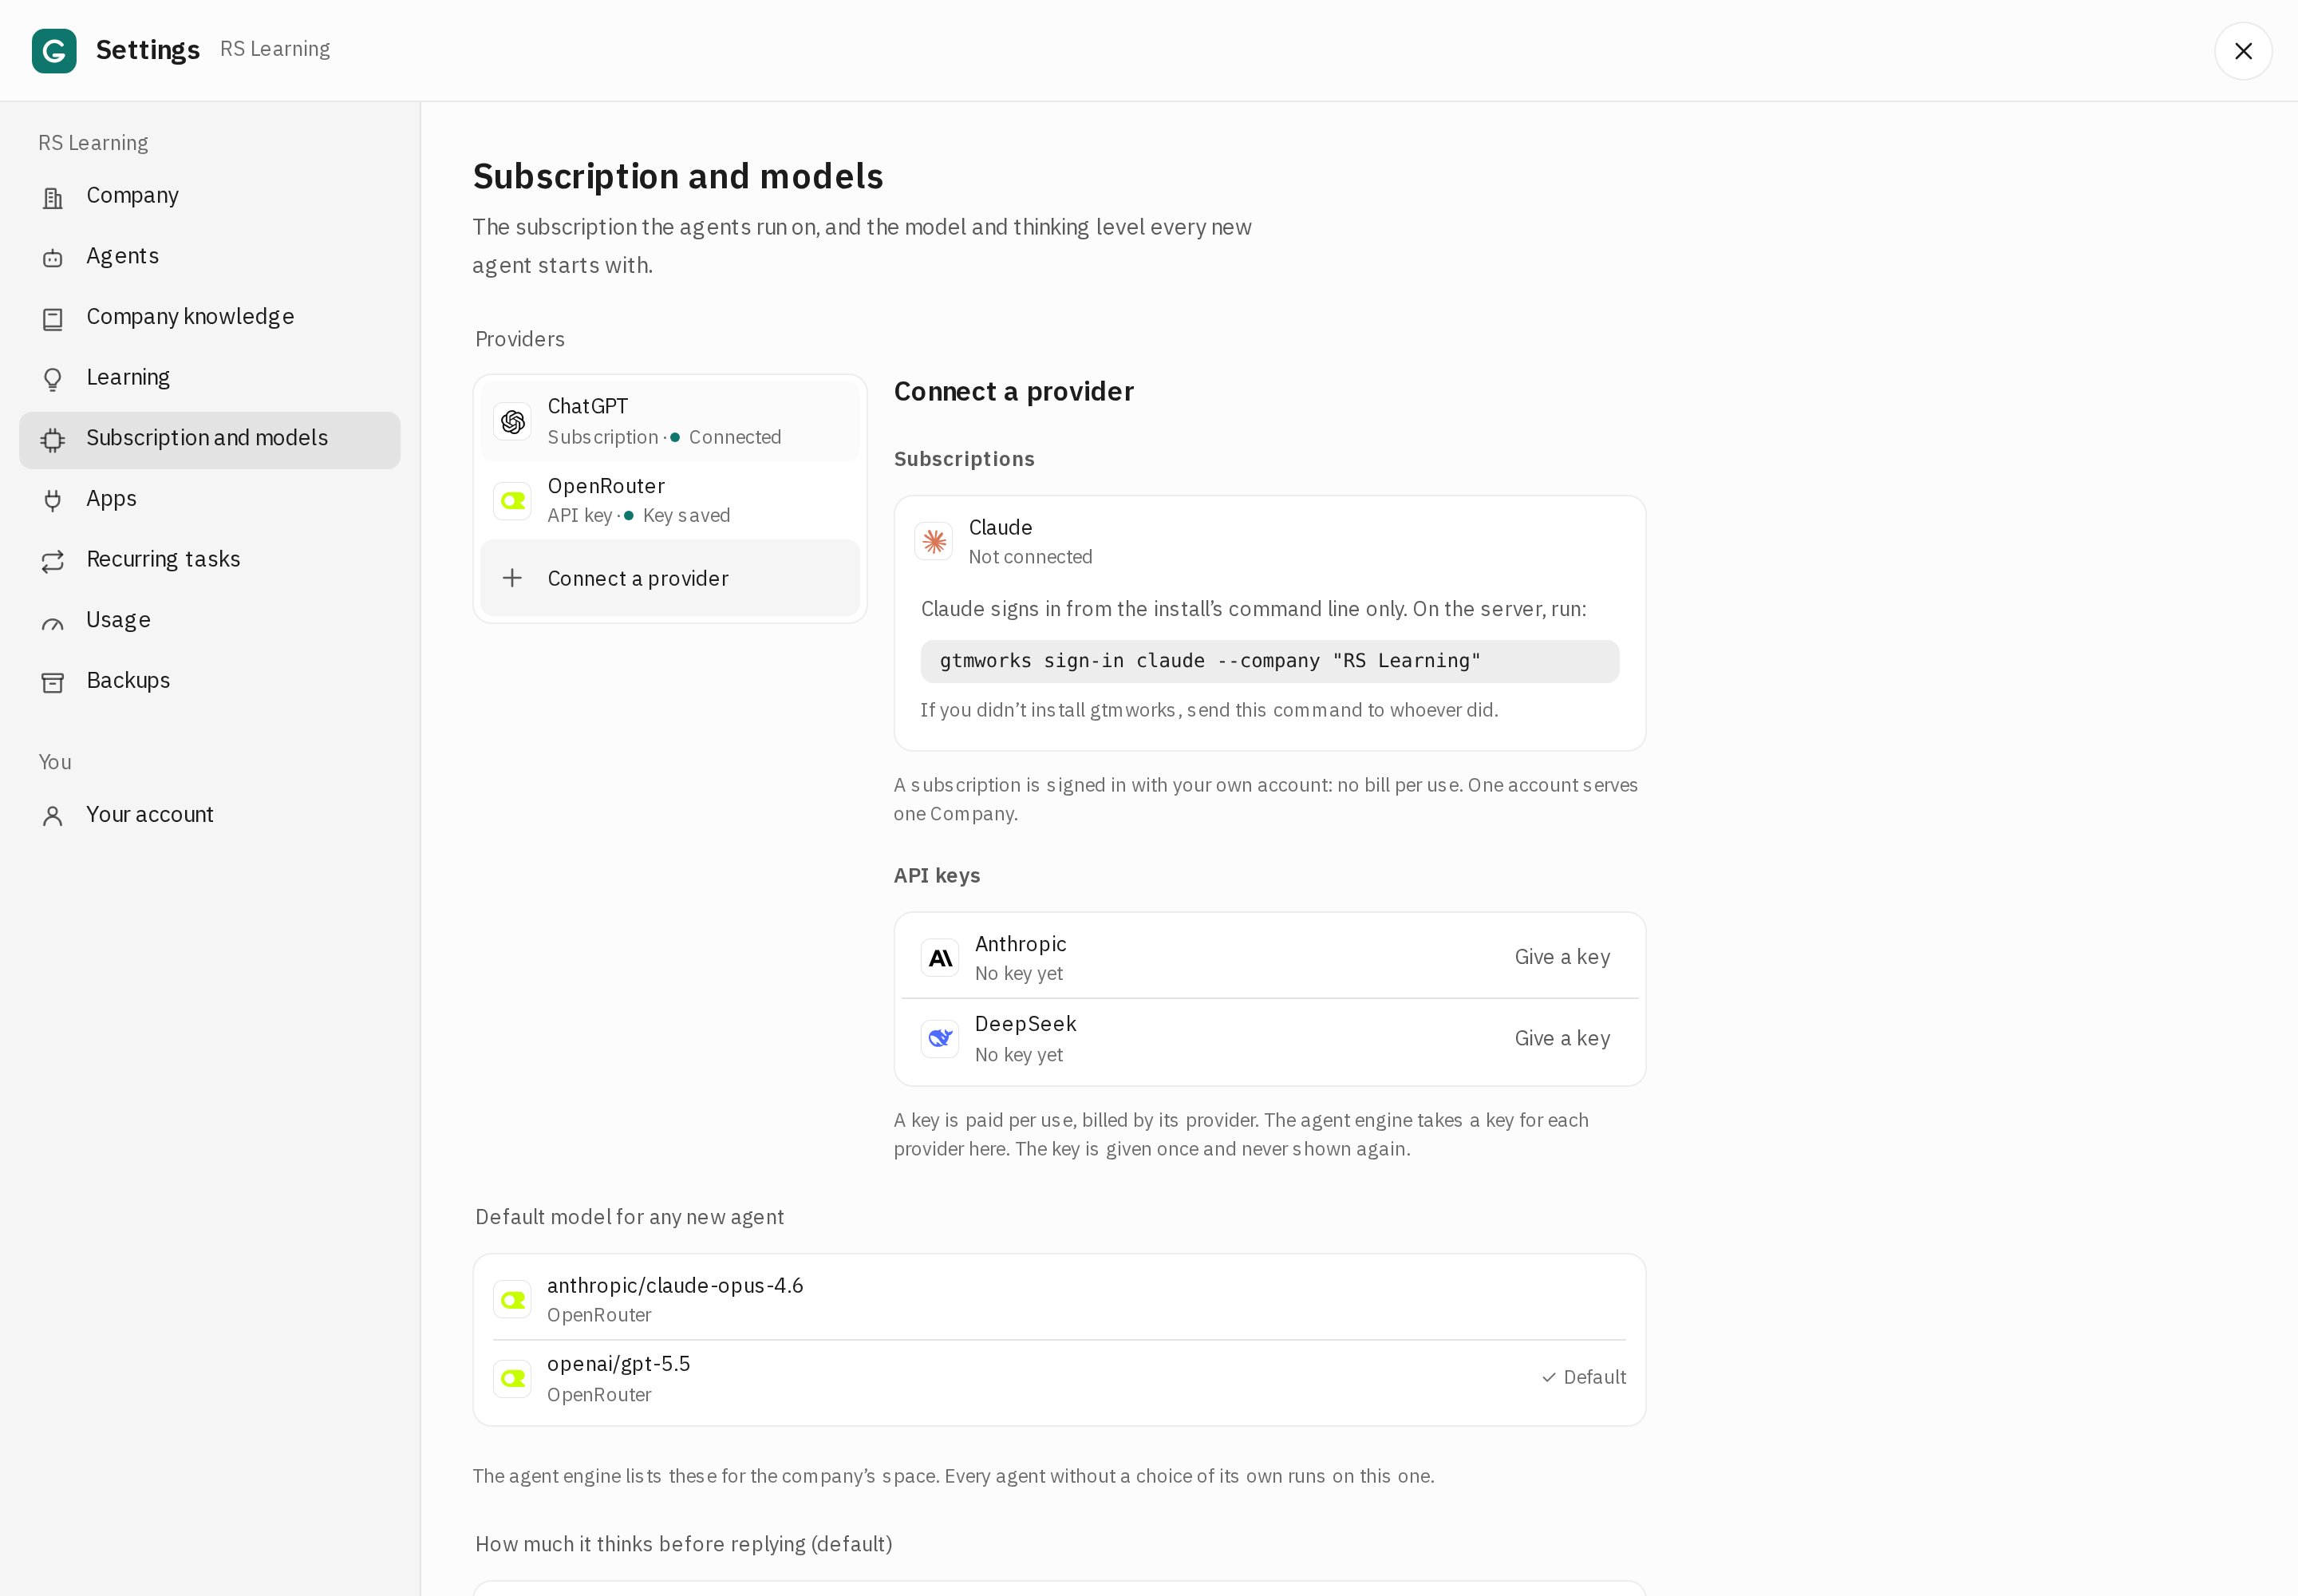 Settings RS Learning
RS Learning
Company
Agents
Company knowledge
Learning
Subscription and models
Apps
Recurring tasks
Usage
Backups
You
Your account
Subscription and models
The subscription the agents run on, and the model and thinking level every new
agent starts with.
Providers
ChatGPT
Subscription · Connected
OpenRouter
API key · Key saved
Connect a provider
Connect a provider
Subscriptions
Claude
Not connected
Claude signs in from the install’s command line only. On the server, run:
gtmworks sign-in claude --company "RS Learning"
If you didn’t install gtmworks, send this command to whoever did.
A subscription is signed in with your own account: no bill per use. One account serves
one Company.
API keys
Anthropic
No key yet
Give a key
DeepSeek
No key yet
Give a key
A key is paid per use, billed by its provider. The agent engine takes a key for each
provider here. The key is given once and never shown again.
Default model for any new agent
anthropic/claude-opus-4.6
OpenRouter
openai/gpt-5.5
OpenRouter
Default
The agent engine lists these for the company’s space. Every agent without a choice of its own runs on this one.
How much it thinks before replying (default)